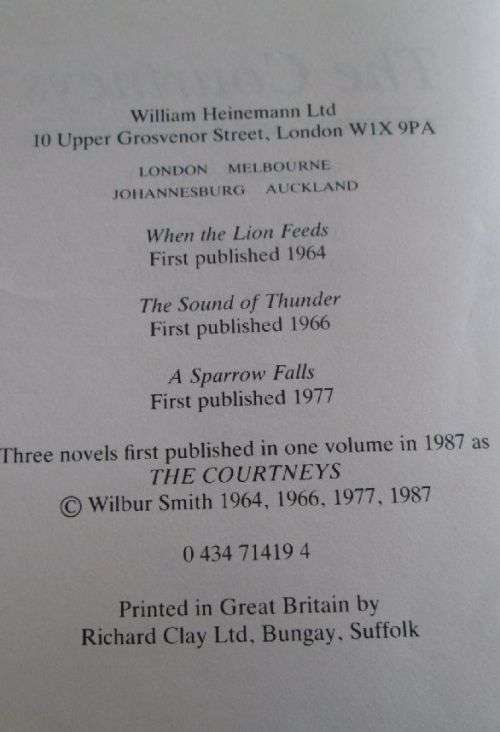 William Heinemann Ltd
10 Upper Grosvenor Street, London W1X 9PA
LONDON MELBOURNE
JOHANNESBURG AUCKLAND
When the Lion Feeds
First published 1964
The Sound of Thunder
First published 1966
A Sparrow Falls
First published 1977
Three novels first published in one volume in 1987 as
THE COURTNEYS
© Wilbur Smith 1964, 1966, 1977, 1987
0 434 71419 4
Printed in Great Britain by
Richard Clay Ltd, Bungay, Suffolk